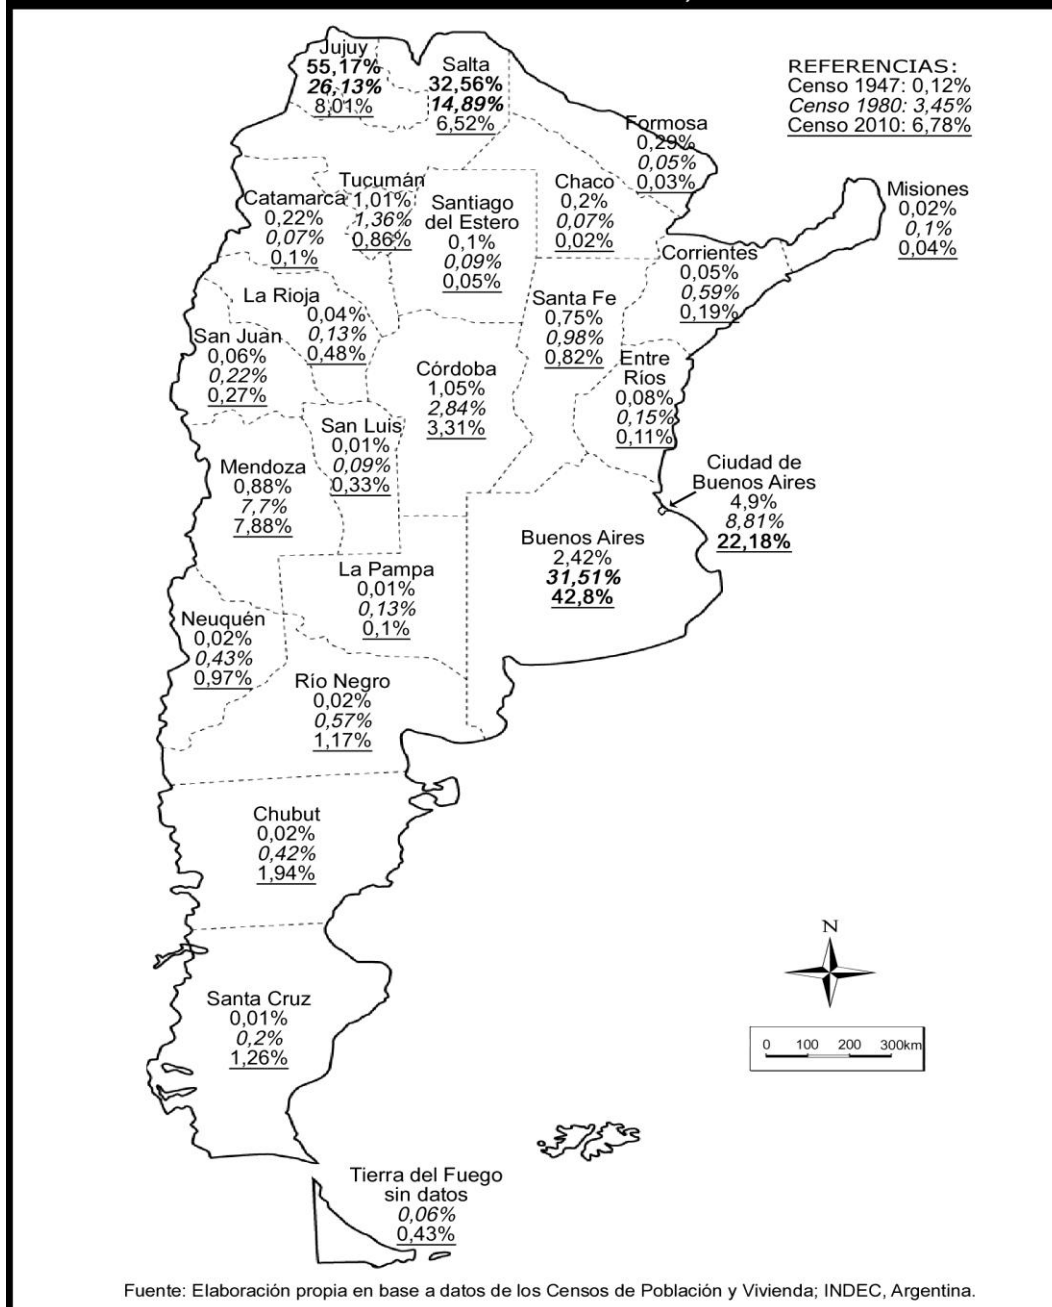 Jujuy
55,17%
26,13%
8,01%
Salta
32,56%
14,89%
6,52%
REFERENCIAS:
Censo 1947: 0,12%
Censo 1980: 3,45%
Censo 2010: 6,78%
Formosa
0,29%
0,05%
0,03%
Misiones
0,02%
0,1%
0,04%
Catamarca
0,22%
0,07%
0,1%
Tucumán
1,01%
1,36%
0,86%
Santiago
del Estero
0,1%
0,09%
0,05%
Chaco
0,2%
0,07%
0,02%
Corrientes
0,05%
0,59%
0,19%
La Rioja
0,04%
0,13%
0,48%
San Juan
0,06%
0,22%
0,27%
Santa Fe
0,75%
0,98%
0,82%
Córdoba
1,05%
2,84%
3,31%
Entre
Ríos
0,08%
0,15%
0,11%
San Luis
0,01%
0,09%
0,33%
Mendoza
0,88%
7,7%
7,88%
Ciudad de
Buenos Aires
4,9%
8,81%
22,18%
Buenos Aires
2,42%
31,51%
42,8%
La Pampa
0,01%
0,13%
0,1%
Neuquén
0,02%
0,43%
0,97%
Río Negro
0,02%
0,57%
1,17%
Chubut
0,02%
0,42%
1,94%
Santa Cruz
0,01%
0,2%
1,26%
N
0 100 200 300km
Tierra del Fuego
sin datos
0,06%
0,43%
Fuente: Elaboración propia en base a datos de los Censos de Población y Vivienda; INDEC, Argentina.